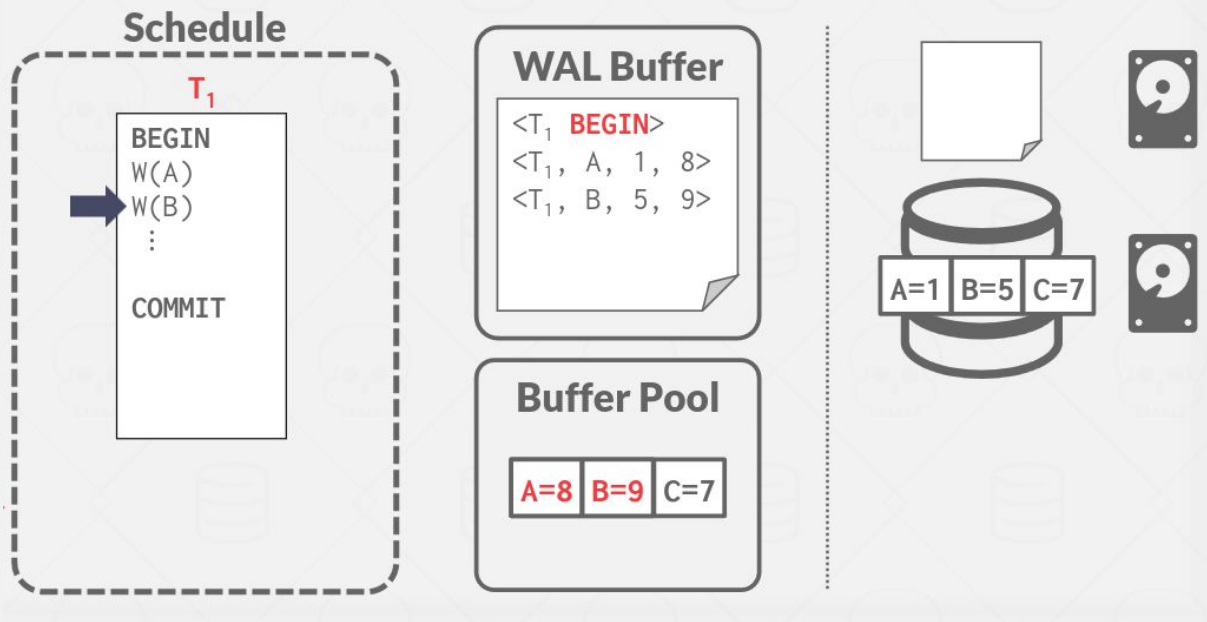 Schedule
T₁
BEGIN
W(A)
W(B)
⋮
COMMIT
WAL Buffer
<T₁ BEGIN>
<T₁, A, 1, 8>
<T₁, B, 5, 9>
Buffer Pool
A=8 B=9 C=7
A=1 B=5 C=7